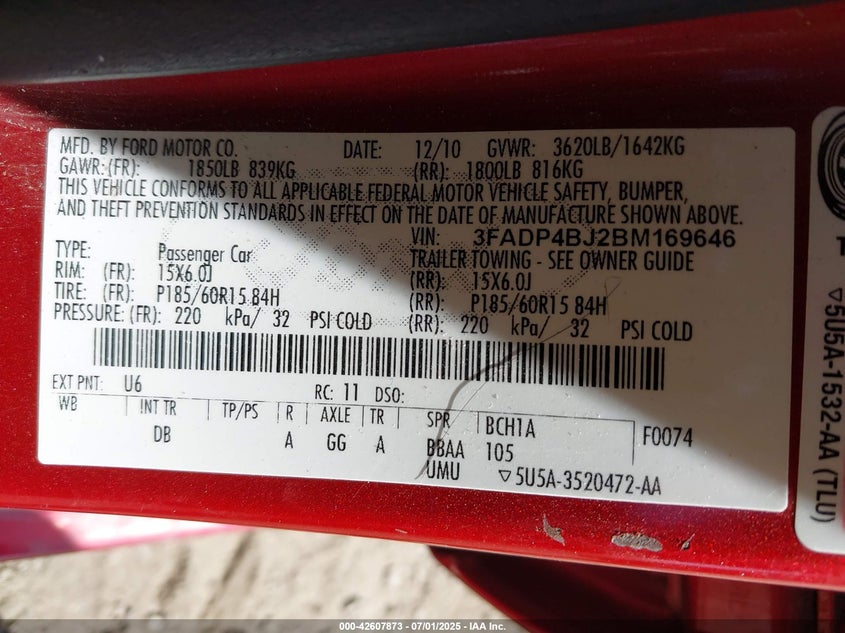 MFD. BY FORD MOTOR CO. DATE: 12/10 GVWR: 3620LB/1642KG
GAWR: (FR): 1850LB 839KG (RR): 1800LB 816KG
THIS VEHICLE CONFORMS TO ALL APPLICABLE FEDERAL MOTOR VEHICLE SAFETY, BUMPER,
AND THEFT PREVENTION STANDARDS IN EFFECT ON THE DATE OF MANUFACTURE SHOWN ABOVE.
VIN: 3FADP4BJ2BM169646
TYPE: Passenger Car TRAILER TOWING - SEE OWNER GUIDE
RIM: (FR): 15X6.0J (RR): 15X6.0J
TIRE: (FR): P185/60R15 84H (RR): P185/60R15 84H
PRESSURE: (FR): 220 kPa/ 32 PSI COLD (RR): 220 kPa/ 32 PSI COLD
EXT PNT: U6 RC: 11 DSO:
WB INT TR TP/PS R AXLE TR SPR BCH1A F0074
DB A GG A BBAA 105
UMU ▽5U5A-3520472-AA
▽5U5A-1532-AA (TLU)
000-42607873 - 07/01/2025 - IAA Inc.